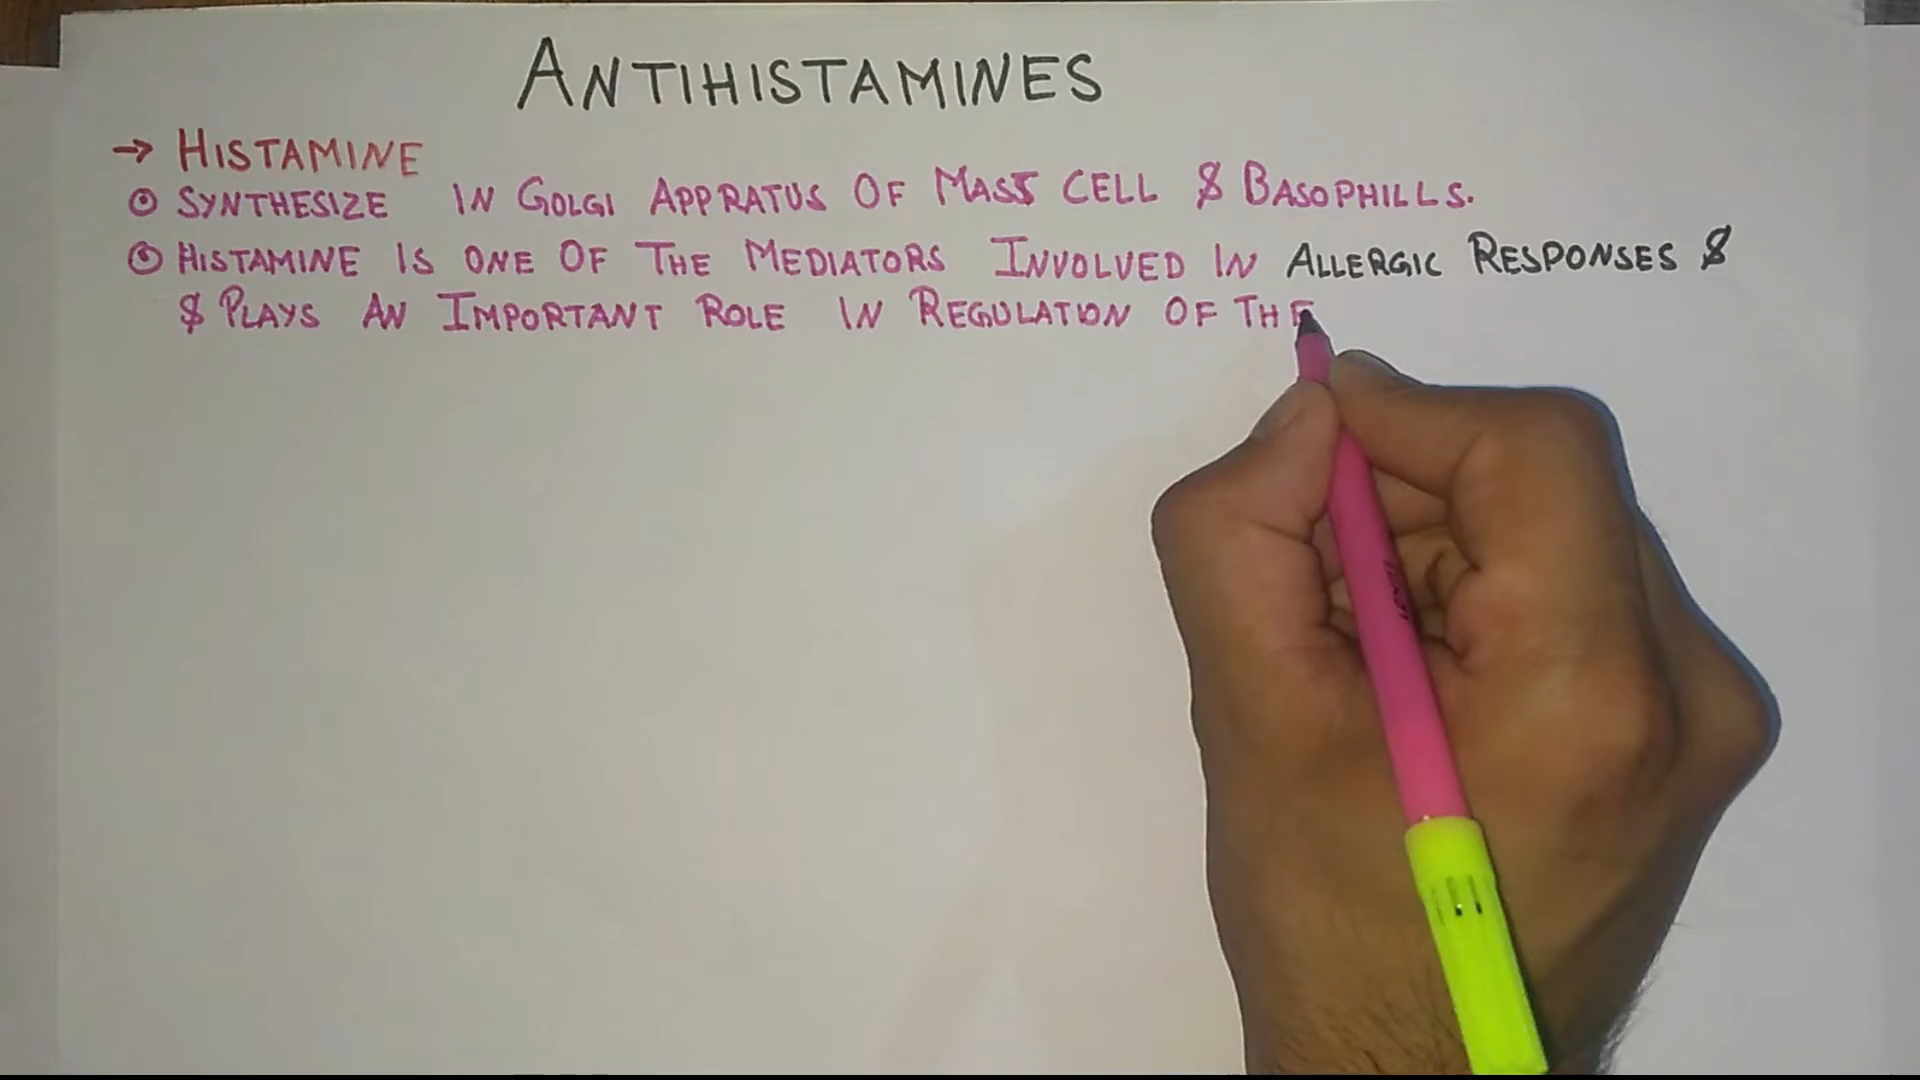 ANTIHISTAMINES
→ HISTAMINE
⊙ SYNTHESIZE IN GOLGI APPRATUS OF MAST CELL & BASOPHILLS.
⊙ HISTAMINE IS ONE OF THE MEDIATORS INVOLVED IN ALLERGIC RESPONSES &
& PLAYS AN IMPORTANT ROLE IN REGULATION OF THE